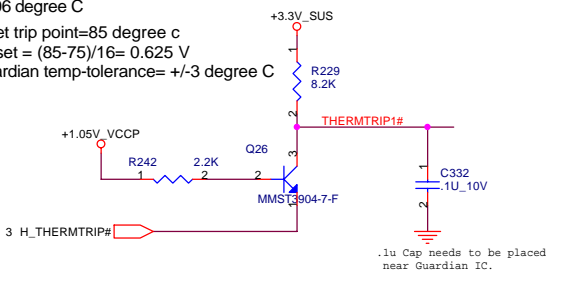 06 degree C
et trip point=85 degree c
set = (85-75)/16= 0.625 V
ardian temp-tolerance= +/-3 degree C
+3.3V_SUS
1
R229
8.2K
2
THERMTRIP1#
+1.05V_VCCP
R242 2.2K
1 2
Q26
2
3
MMST3904-7-F
1
1
C332
.1U_10V
2
3 H_THERMTRIP#
.1u Cap needs to be placed
near Guardian IC.